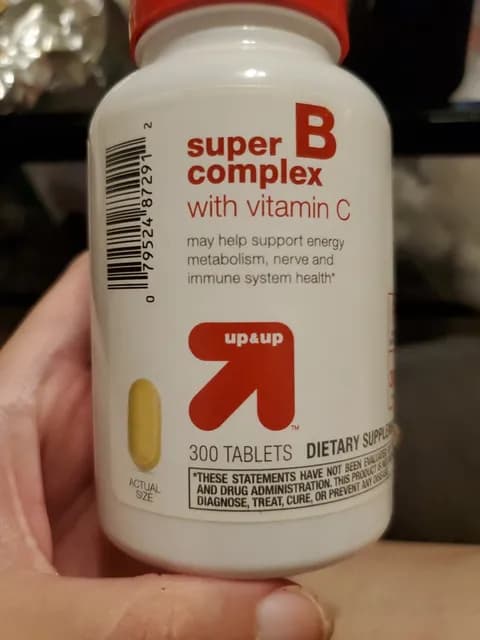 super B
complex
with vitamin C
may help support energy
metabolism, nerve and
immune system health*
up&up
TM
300 TABLETS DIETARY
ACTUAL
SIZE
*THESE STATEMENTS HAVE NOT BEEN
AND DRUG ADMINISTRATION. THIS PRODUCT IS
DIAGNOSE, TREAT, CURE, OR PREVENT ANY
0 79524 87291 2